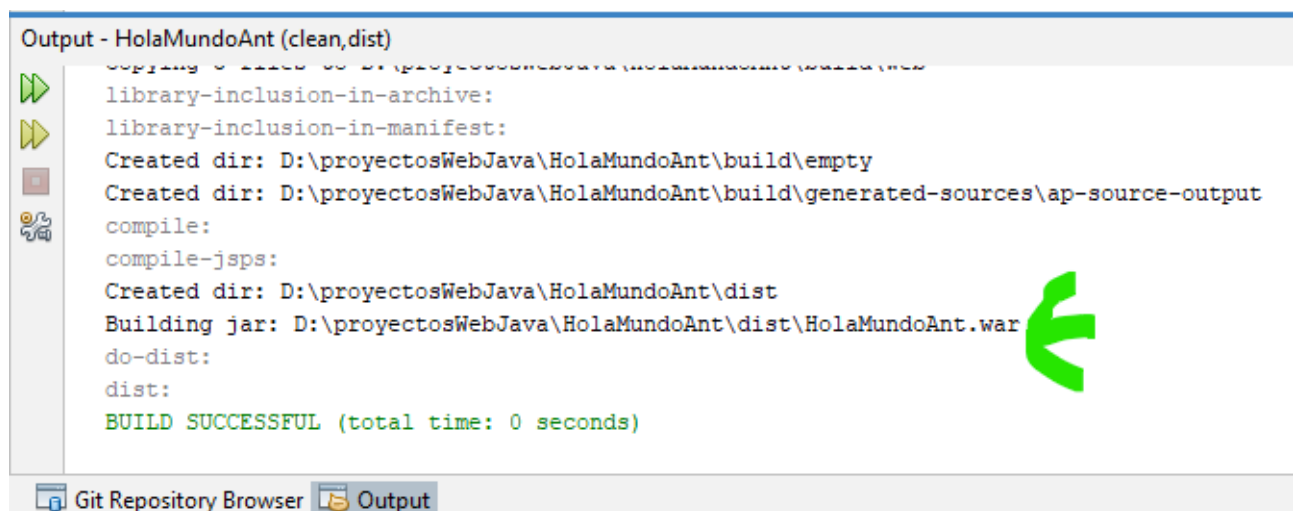 Output - HolaMundoAnt (clean,dist)
library-inclusion-in-archive:
library-inclusion-in-manifest:
Created dir: D:\proyectosWebJava\HolaMundoAnt\build\empty
Created dir: D:\proyectosWebJava\HolaMundoAnt\build\generated-sources\ap-source-output
compile:
compile-jsps:
Created dir: D:\proyectosWebJava\HolaMundoAnt\dist
Building jar: D:\proyectosWebJava\HolaMundoAnt\dist\HolaMundoAnt.war
do-dist:
dist:
BUILD SUCCESSFUL (total time: 0 seconds)
Git Repository Browser Output